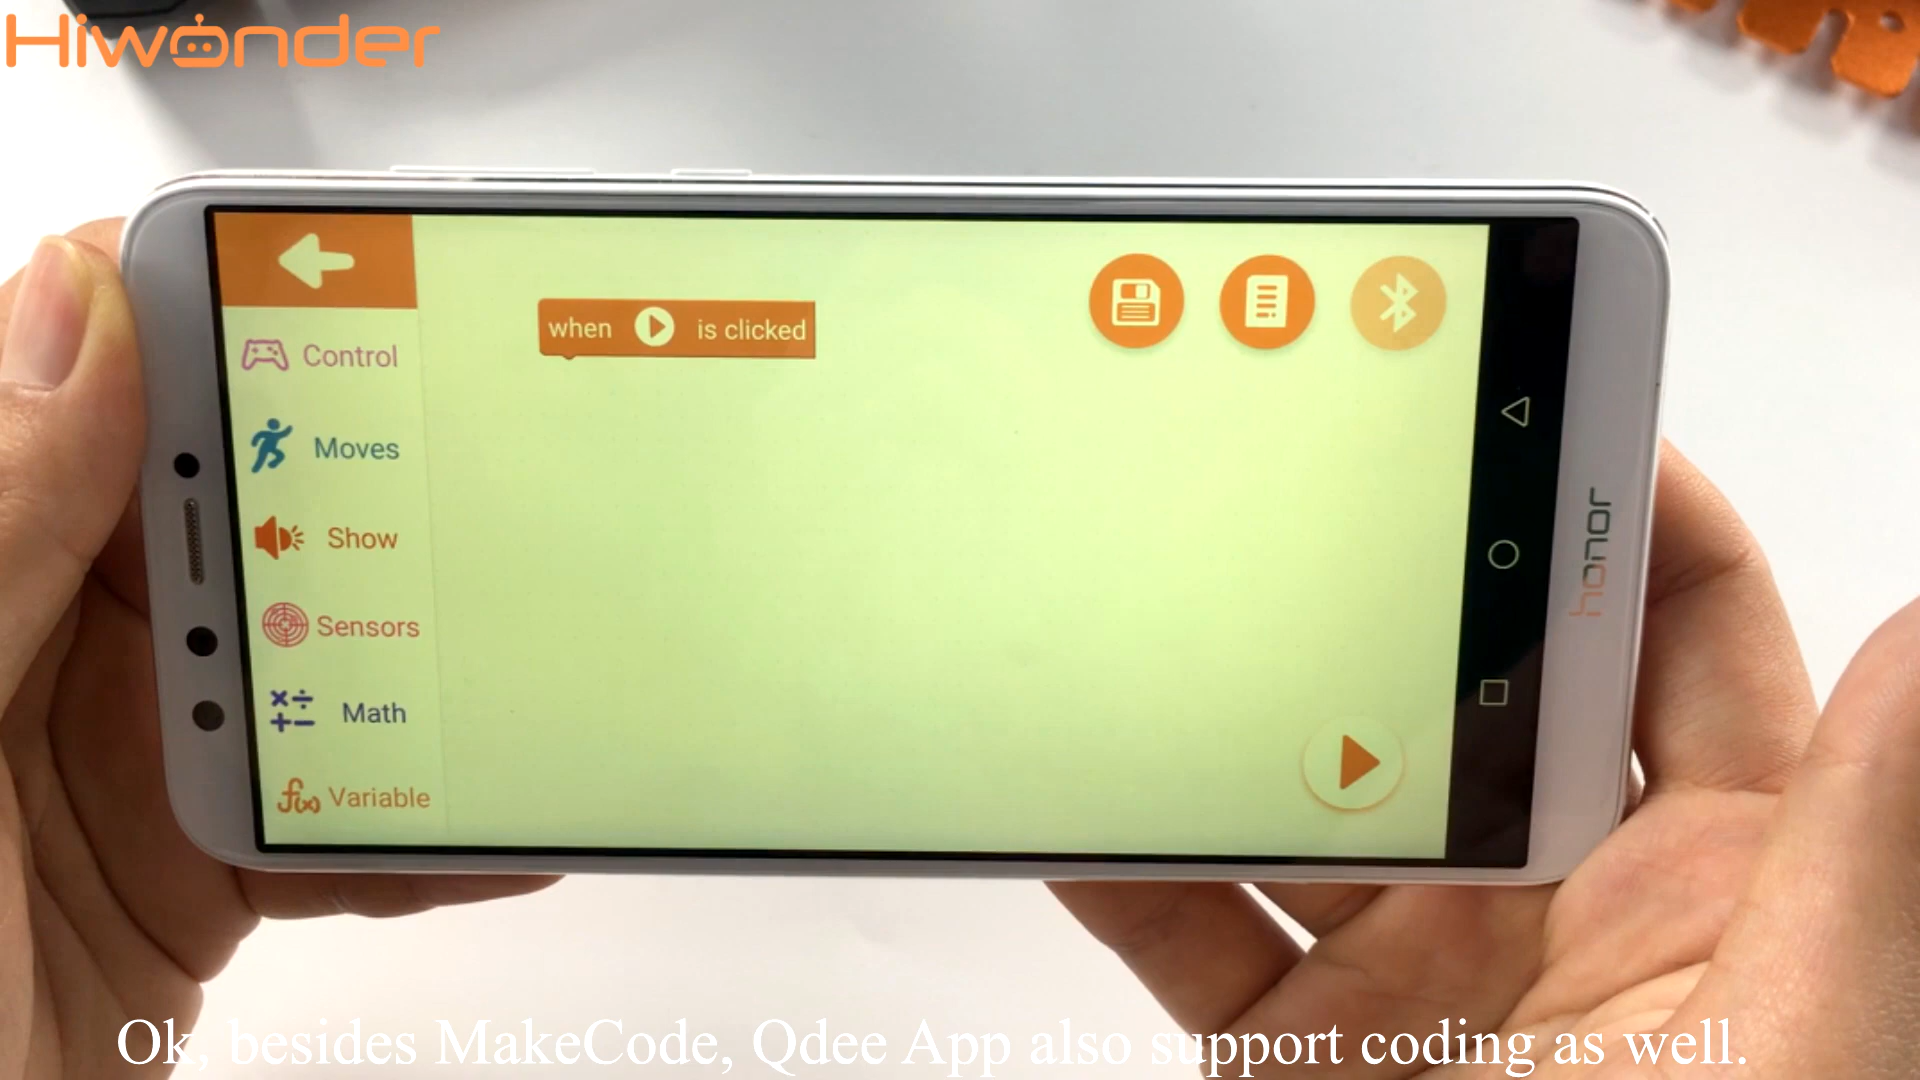 Hiwonder
when is clicked
Control
Moves
Show
Sensors
Math
f(x) Variable
honor
Ok, besides MakeCode, Qdee App also support coding as well.